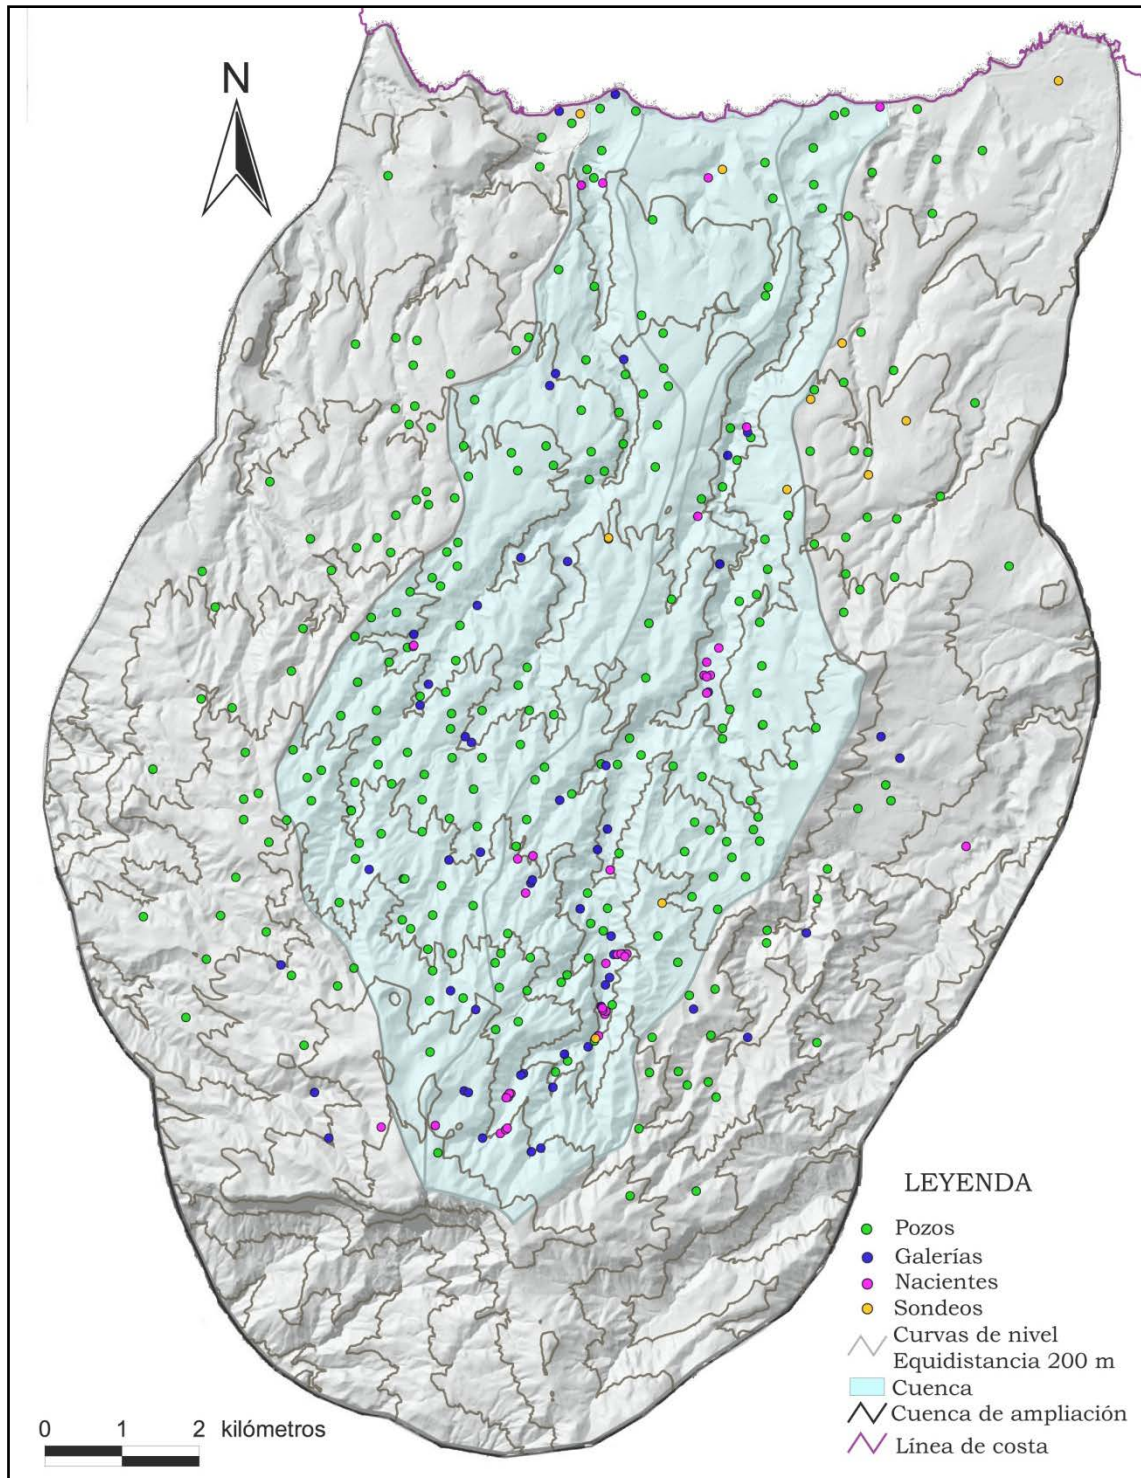 N
LEYENDA
Pozos
Galerías
Nacientes
Sondeos
Curvas de nivel
Equidistancia 200 m
Cuenca
Cuenca de ampliación
Línea de costa
0 1 2 kilómetros